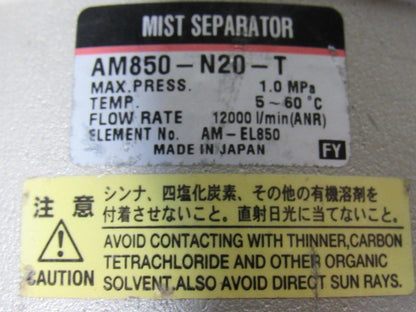 MIST SEPARATOR
AM850-N20-T
MAX.PRESS. 1.0 MPa
TEMP. 5~60 °C
FLOW RATE 12000 l/min(ANR)
ELEMENT No. AM-EL850
MADE IN JAPAN FY
注意 シンナ、四塩化炭素、その他の有機溶剤を
付着させないこと。直射日光に当てないこと。
AVOID CONTACTING WITH THINNER,CARBON
CAUTION TETRACHLORIDE AND OTHER ORGANIC
SOLVENT.ALSO AVOID DIRECT SUN RAYS.